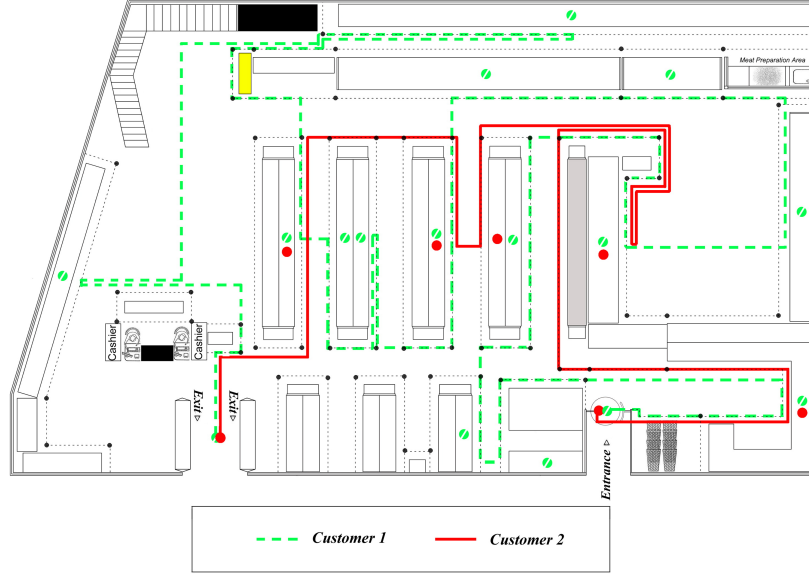 Meat Preparation Area
Cashier
Cashier
Exit
Exit
Entrance
Customer 1
Customer 2